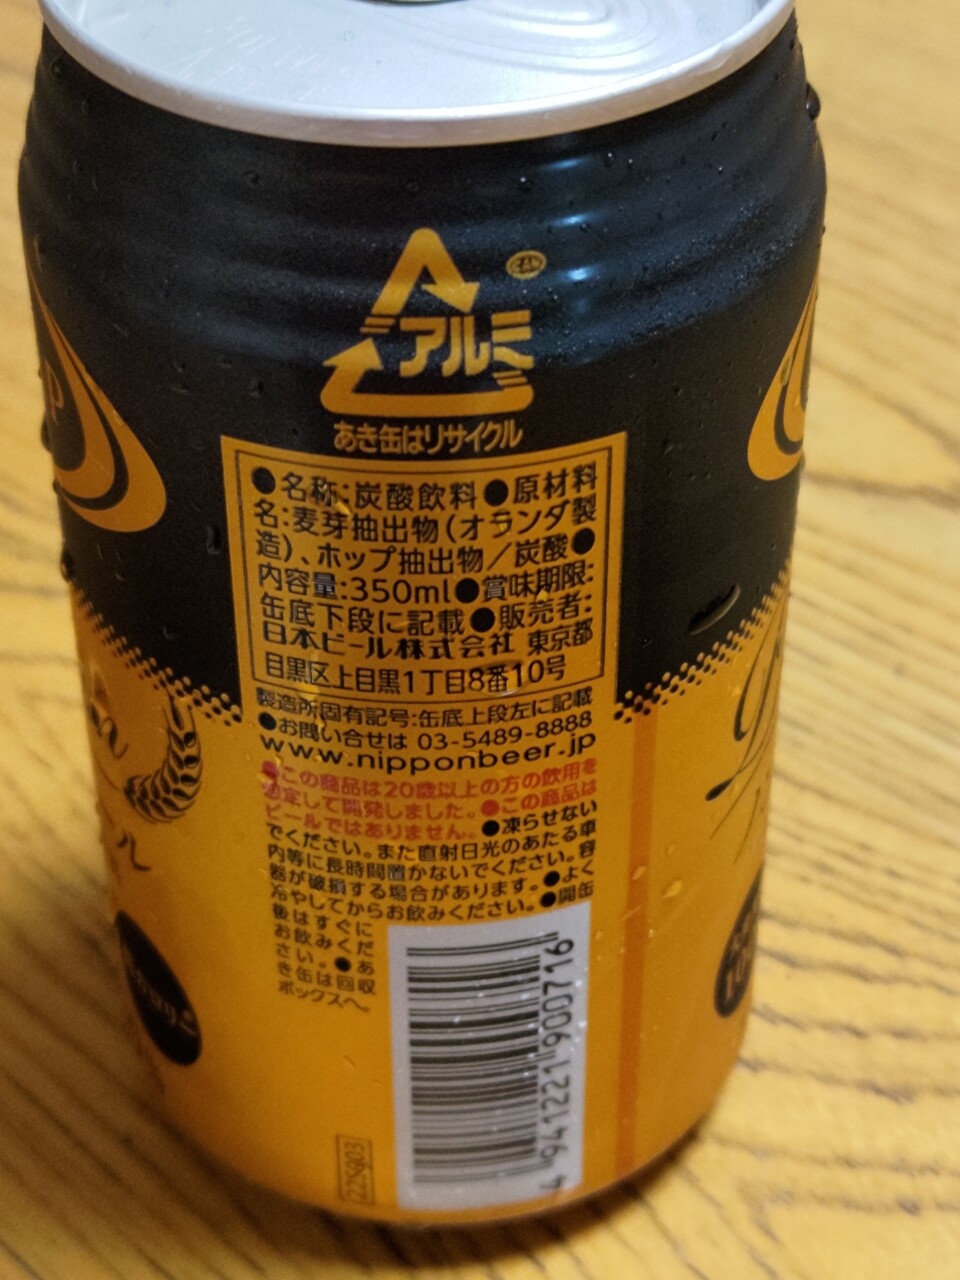 アルミ
あき缶はリサイクル
●名称:炭酸飲料●原材料
名:麦芽抽出物(オランダ製
造)、ホップ抽出物/炭酸●
内容量:350ml●賞味期限:
缶底下段に記載●販売者:
日本ビール株式会社 東京都
目黒区上目黒1丁目8番10号
製造所固有記号:缶底上段左に記載
●お問い合せは 03-5489-8888
www.nipponbeer.jp
●この商品は20歳以上の方の飲用を
想定して開発しました。●この商品は
ビールではありません。●凍らせない
でください。また直射日光のあたる車
内等に長時間置かないでください。容
器が破損する場合があります。●よく
冷やしてからお飲みください。●開缶
後はすぐに
お飲みくだ
さい。●あ
き缶は回収
ボックスへ。
4 941221 900716
22S903